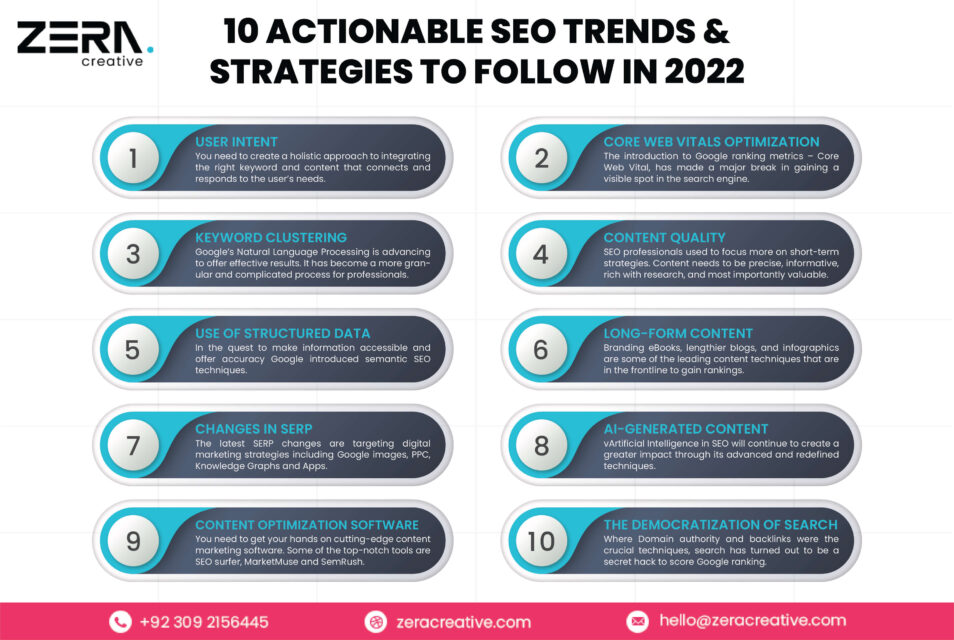 ZERA.
creative
10 ACTIONABLE SEO TRENDS &
STRATEGIES TO FOLLOW IN 2022
1
USER INTENT
You need to create a holistic approach to integrating
the right keyword and content that connects and
responds to the user's needs.
2
CORE WEB VITALS OPTIMIZATION
The introduction to Google ranking metrics – Core
Web Vital, has made a major break in gaining a
visible spot in the search engine.
3
KEYWORD CLUSTERING
Google's Natural Language Processing is advancing
to offer effective results. It has become a more gran-
ular and complicated process for professionals.
4
CONTENT QUALITY
SEO professionals used to focus more on short-term
strategies. Content needs to be precise, informative,
rich with research, and most importantly valuable.
5
USE OF STRUCTURED DATA
In the quest to make information accessible and
offer accuracy Google introduced semantic SEO
techniques.
6
LONG-FORM CONTENT
Branding eBooks, lengthier blogs, and infographics
are some of the leading content techniques that are
in the frontline to gain rankings.
7
CHANGES IN SERP
The latest SERP changes are targeting digital
marketing strategies including Google images, PPC,
Knowledge Graphs and Apps.
8
AI-GENERATED CONTENT
vArtificial Intelligence in SEO will continue to create a
greater impact through its advanced and redefined
techniques.
9
CONTENT OPTIMIZATION SOFTWARE
You need to get your hands on cutting-edge content
marketing software. Some of the top-notch tools are
SEO surfer, MarketMuse and SemRush.
10
THE DEMOCRATIZATION OF SEARCH
Where Domain authority and backlinks were the
crucial techniques, search has turned out to be a
secret hack to score Google ranking.
+92 309 2156445
zeracreative.com
hello@zeracreative.com